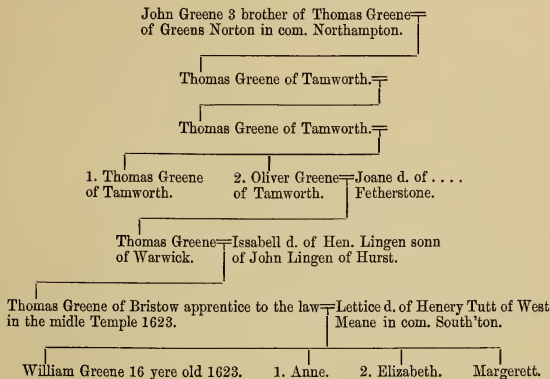 John Greene 3 brother of Thomas Greene
of Greens Norton in com. Northampton.
Thomas Greene of Tamworth.
Thomas Greene of Tamworth.
1. Thomas Greene
of Tamworth.
2. Oliver Greene
of Tamworth.
Joane d. of ....
Fetherstone.
Thomas Greene
of Warwick.
Issabell d. of Hen. Lingen sonn
of John Lingen of Hurst.
Thomas Greene of Bristow apprentice to the law
in the midle Temple 1623.
Lettice d. of Henery Tutt of West
Meane in com. South'ton.
William Greene 16 yere old 1623.
1. Anne.
2. Elizabeth.
Margerett.